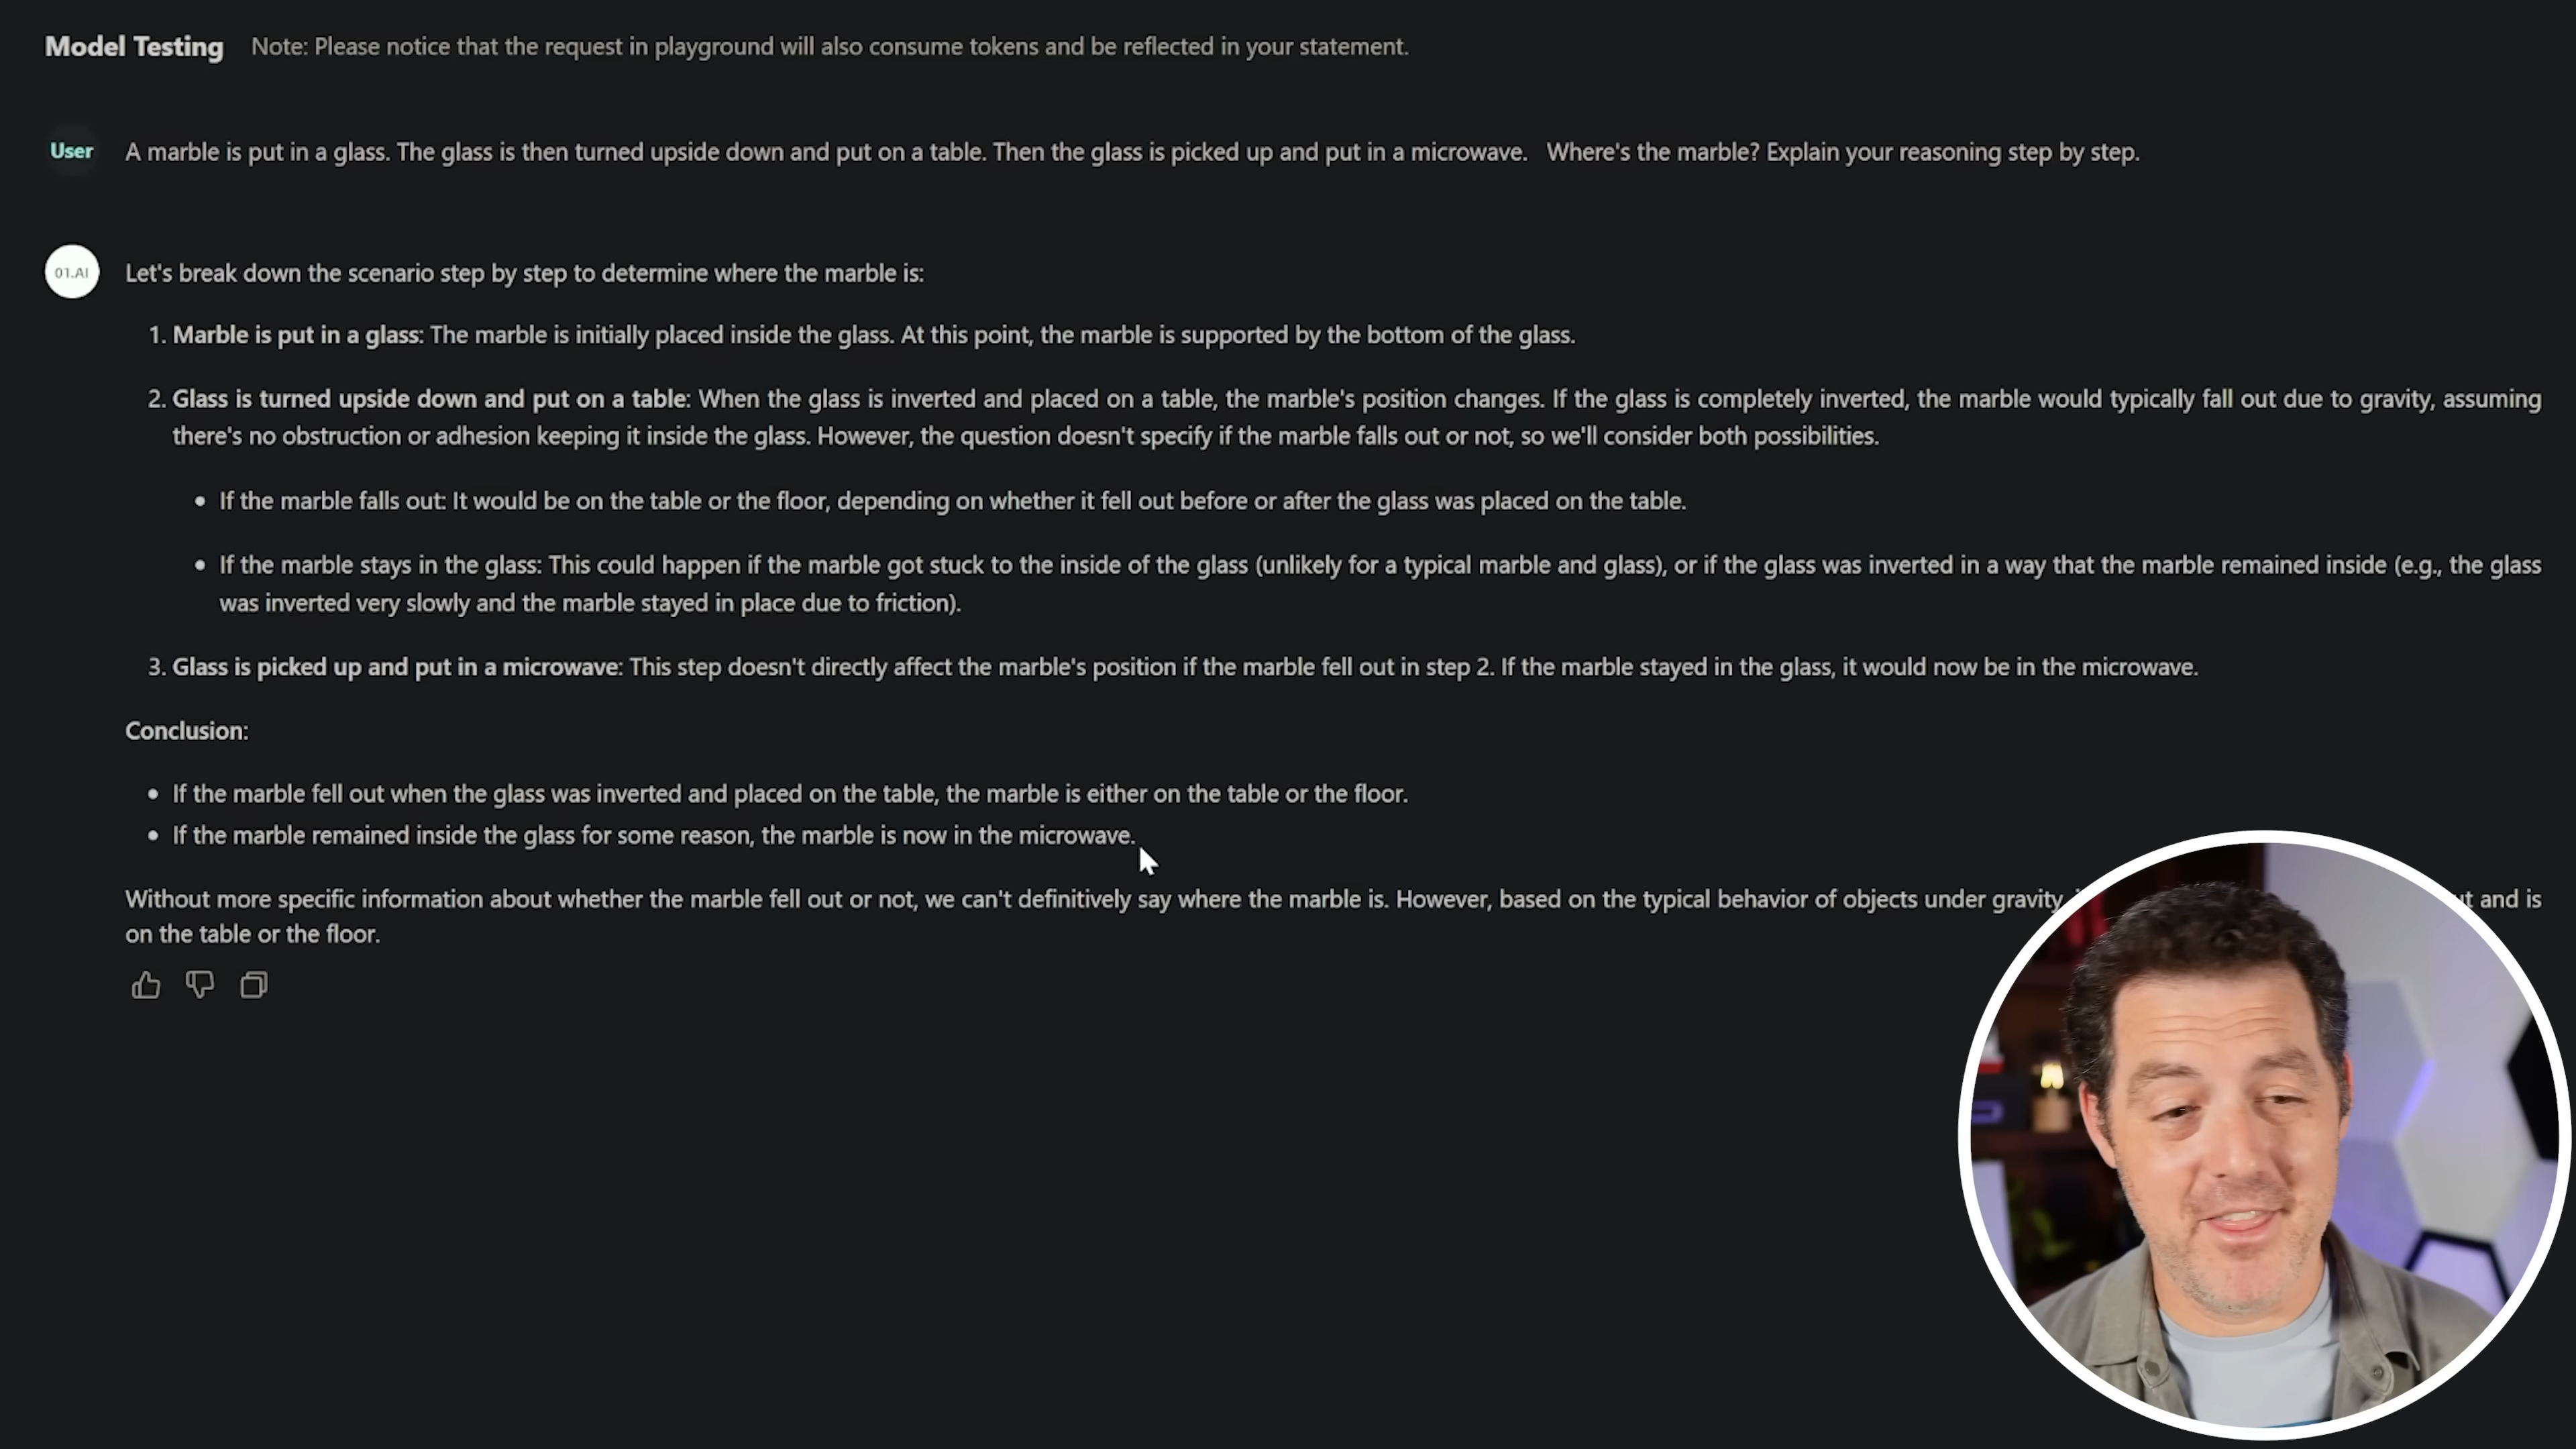 Model Testing Note: Please notice that the request in playground will also consume tokens and be reflected in your statement.
User A marble is put in a glass. The glass is then turned upside down and put on a table. Then the glass is picked up and put in a microwave. Where's the marble? Explain your reasoning step by step.
01.AI Let's break down the scenario step by step to determine where the marble is:
1. Marble is put in a glass: The marble is initially placed inside the glass. At this point, the marble is supported by the bottom of the glass.
2. Glass is turned upside down and put on a table: When the glass is inverted and placed on a table, the marble's position changes. If the glass is completely inverted, the marble would typically fall out due to gravity, assuming
there's no obstruction or adhesion keeping it inside the glass. However, the question doesn't specify if the marble falls out or not, so we'll consider both possibilities.
• If the marble falls out: It would be on the table or the floor, depending on whether it fell out before or after the glass was placed on the table.
• If the marble stays in the glass: This could happen if the marble got stuck to the inside of the glass (unlikely for a typical marble and glass), or if the glass was inverted in a way that the marble remained inside (e.g., the glass
was inverted very slowly and the marble stayed in place due to friction).
3. Glass is picked up and put in a microwave: This step doesn't directly affect the marble's position if the marble fell out in step 2. If the marble stayed in the glass, it would now be in the microwave.
Conclusion:
• If the marble fell out when the glass was inverted and placed on the table, the marble is either on the table or the floor.
• If the marble remained inside the glass for some reason, the marble is now in the microwave.
Without more specific information about whether the marble fell out or not, we can't definitively say where the marble is. However, based on the typical behavior of objects under gravity, and is
on the table or the floor.